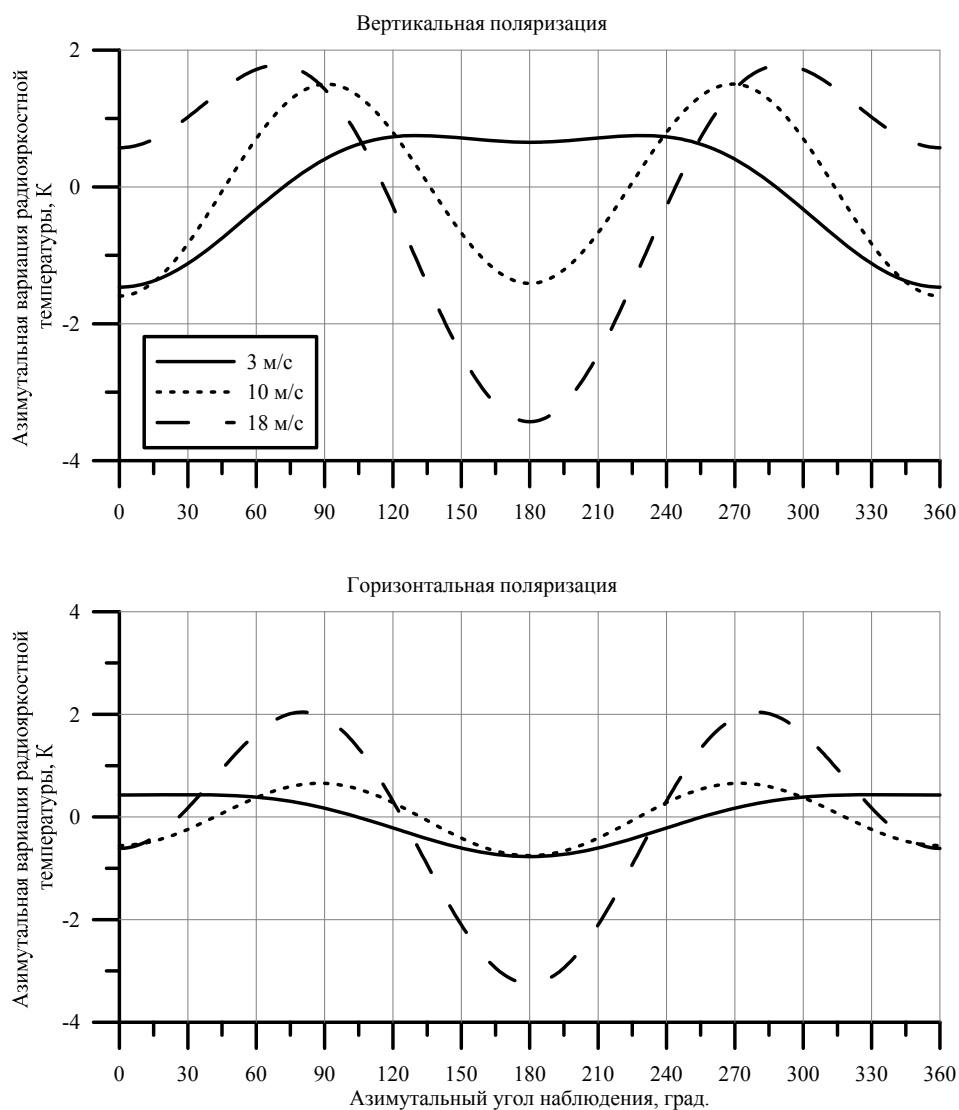 Вертикальная поляризация
Азимутальная вариация радиояркостной
температуры, К
2
0
-2
-4
3 м/с
10 м/с
18 м/с
0 30 60 90 120 150 180 210 240 270 300 330 360
Горизонтальная поляризация
Азимутальная вариация радиояркостной
температуры, К
4
2
0
-2
-4
0 30 60 90 120 150 180 210 240 270 300 330 360
Азимутальный угол наблюдения, град.